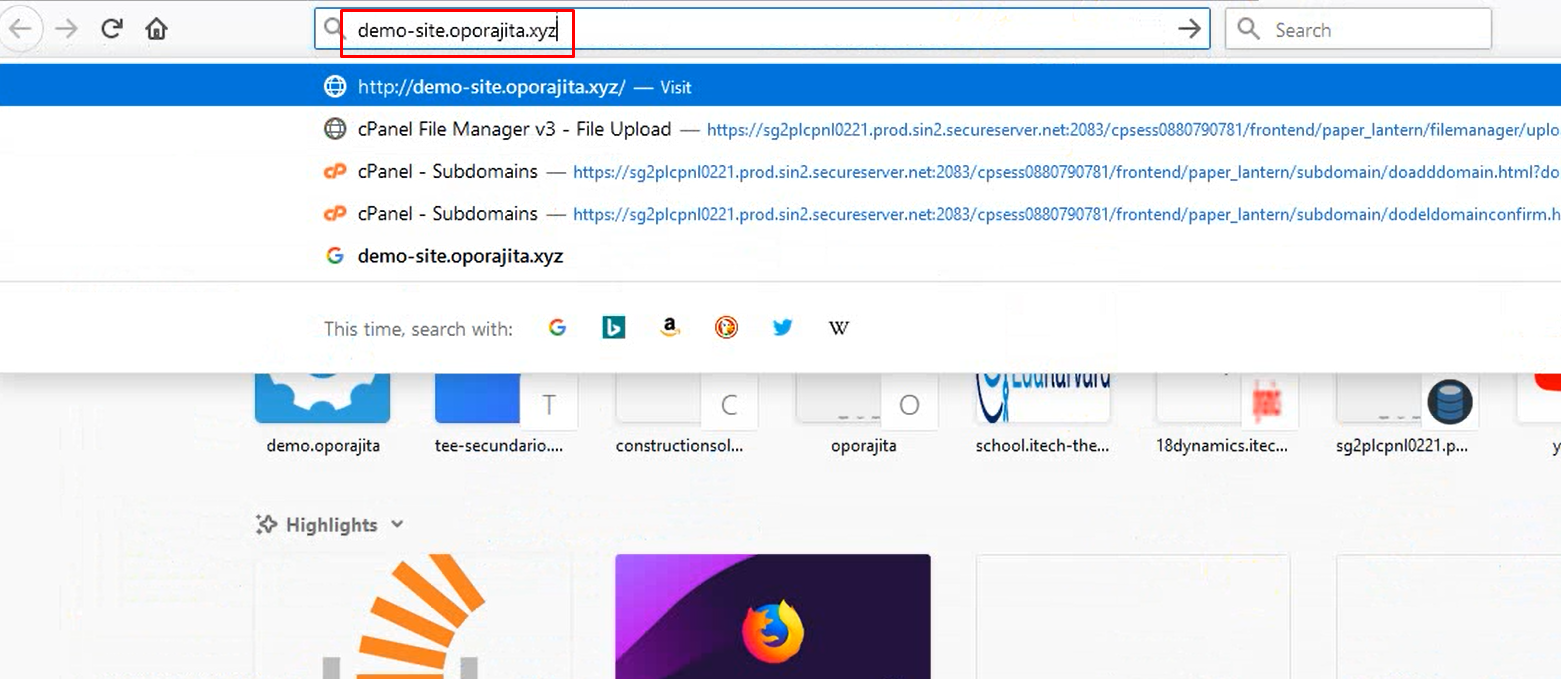 demo-site.oporajita.xyz
Search
http://demo-site.oporajita.xyz/ — Visit
cPanel File Manager v3 - File Upload — https://sg2plcpnl0221.prod.sin2.secureserver.net:2083/cpsess0880790781/frontend/paper_lantern/filemanager/uplo
cPanel - Subdomains — https://sg2plcpnl0221.prod.sin2.secureserver.net:2083/cpsess0880790781/frontend/paper_lantern/subdomain/doadddomain.html?do
cPanel - Subdomains — https://sg2plcpnl0221.prod.sin2.secureserver.net:2083/cpsess0880790781/frontend/paper_lantern/subdomain/dodeldomainconfirm.h
demo-site.oporajita.xyz
This time, search with:
T
C
O
demo.oporajita
tee-secundario....
constructionsol...
oporajita
school.itech-the...
18dynamics.itec...
sg2plcpnl0221.p...
y
Highlights